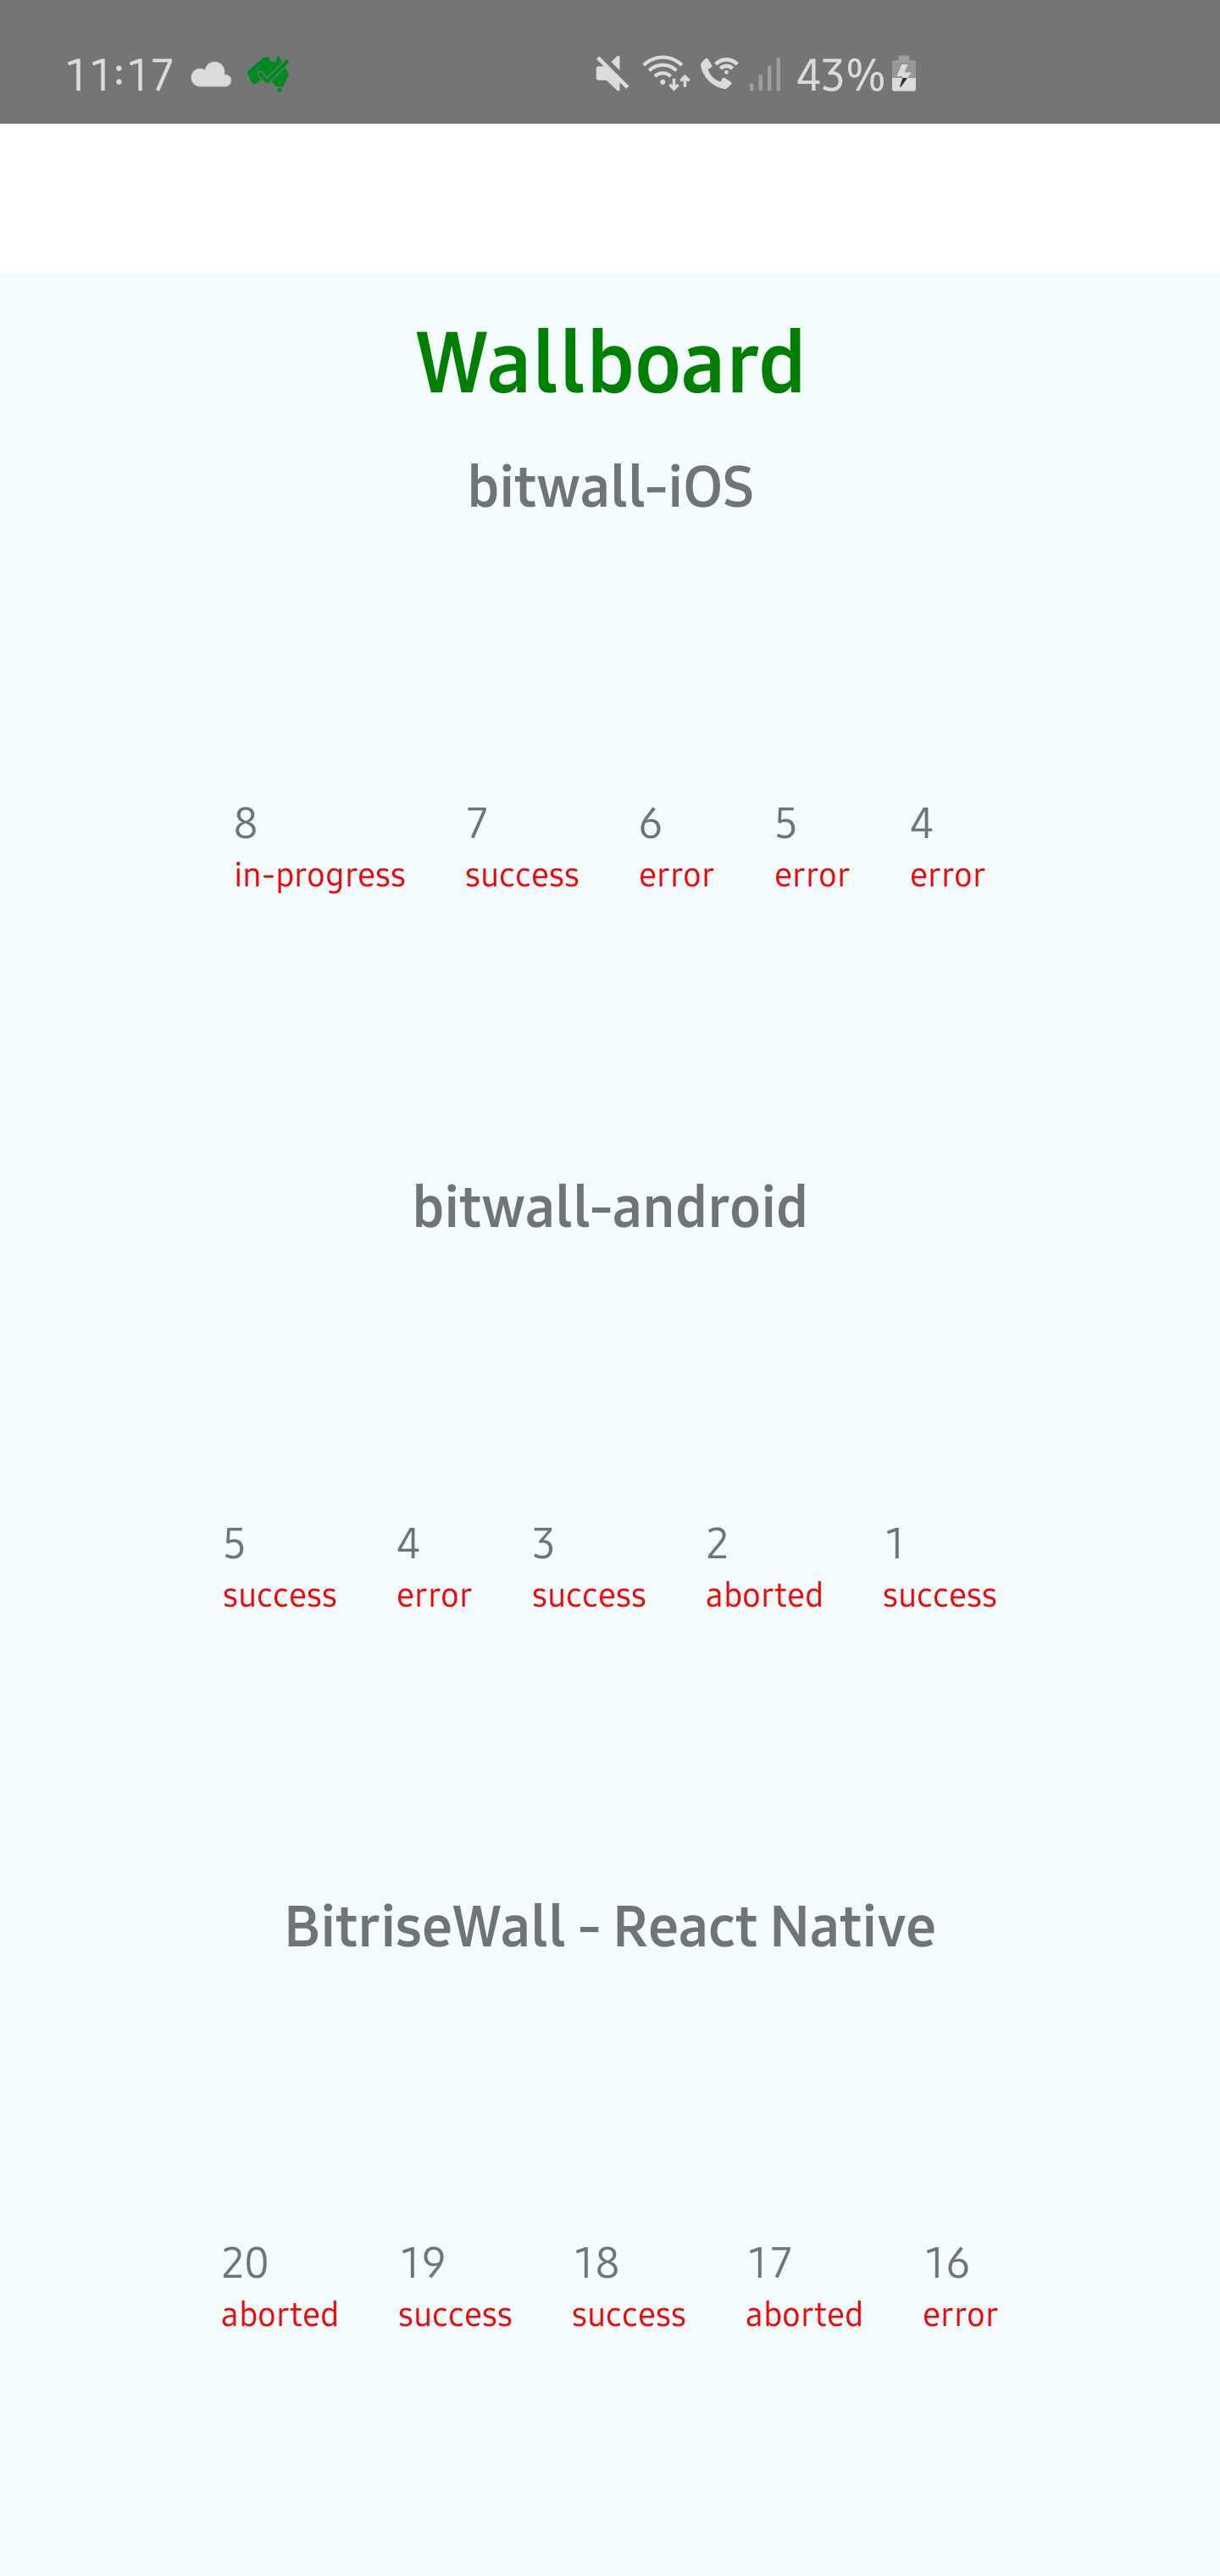 11:17 43%
Wallboard
bitwall-iOS
8 7 6 5 4
in-progress success error error error
bitwall-android
5 4 3 2 1
success error success aborted success
BitriseWall - React Native
20 19 18 17 16
aborted success success aborted error